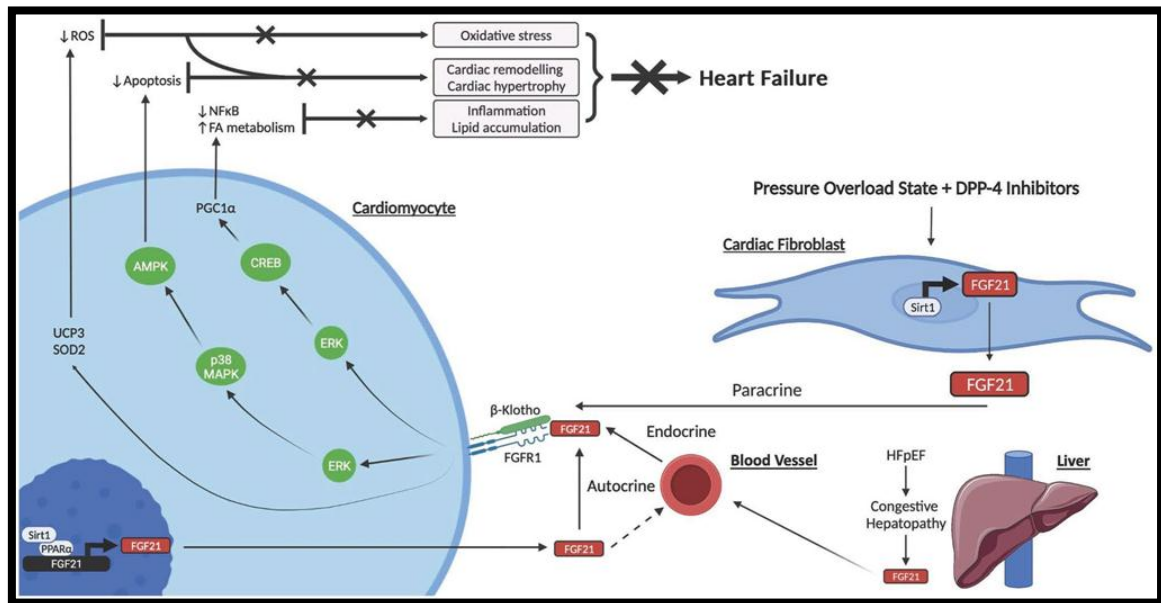 ↓ROS
Oxidative stress
↓Apoptosis
Cardiac remodelling
Cardiac hypertrophy
Heart Failure
↓NFκB
↑FA metabolism
Inflammation
Lipid accumulation
PGC1α
Cardiomyocyte
AMPK
CREB
UCP3
SOD2
p38
MAPK
ERK
ERK
Pressure Overload State + DPP-4 Inhibitors
Cardiac Fibroblast
Sirt1
FGF21
FGF21
Paracrine
β-Klotho
FGF21
FGFR1
Endocrine
Autocrine
Blood Vessel
HFpEF
Congestive
Hepatopathy
FGF21
Liver
Sirt1
PPARα
FGF21
FGF21
FGF21